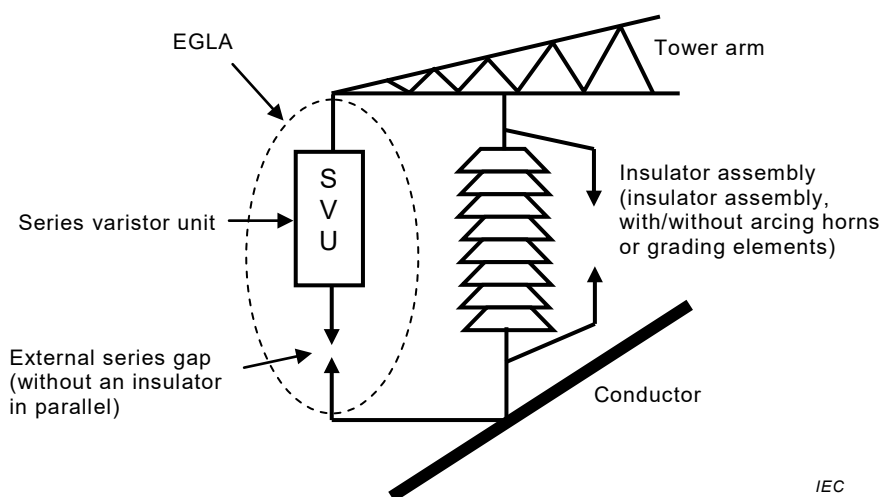 EGLA
Tower arm
S
V
U
Series varistor unit
Insulator assembly
(insulator assembly,
with/without arcing horns
or grading elements)
External series gap
(without an insulator
in parallel)
Conductor
IEC